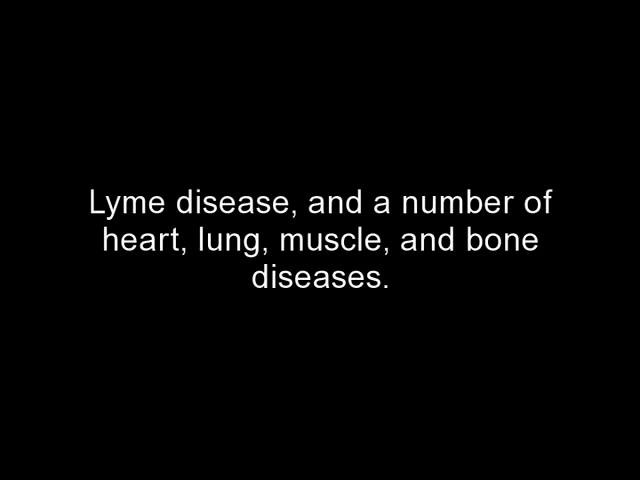 Lyme disease, and a number of
heart, lung, muscle, and bone
diseases.